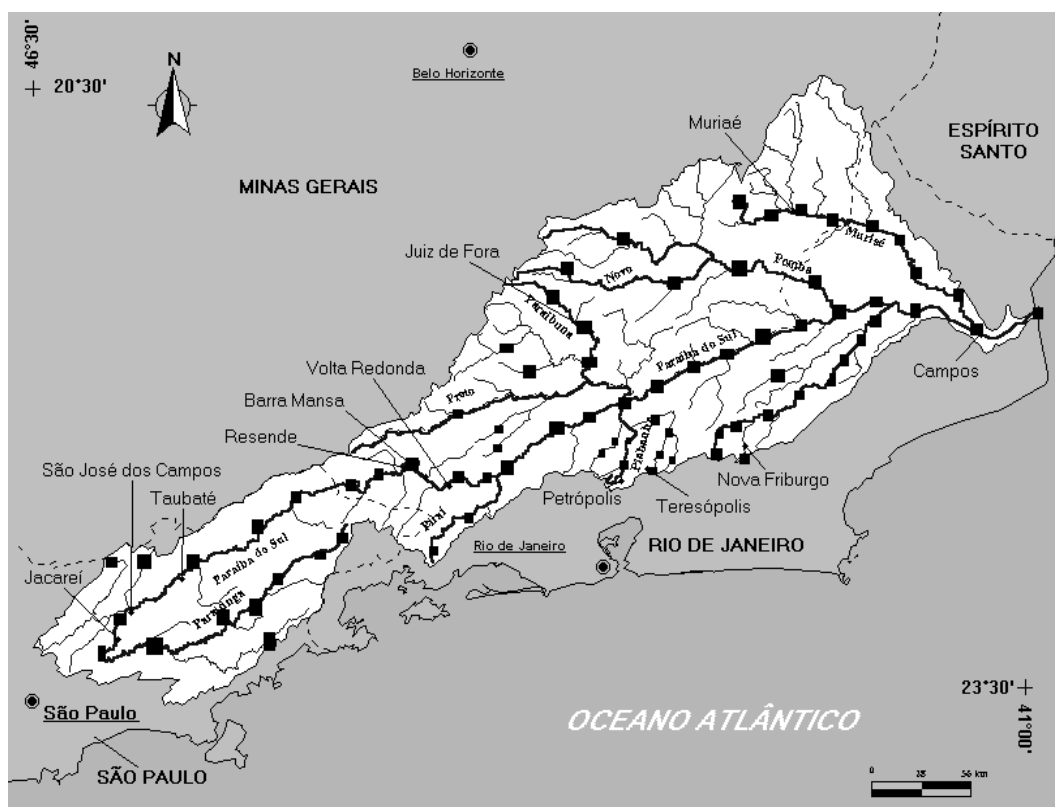 46°30'
20°30'
N
Belo Horizonte
ESPÍRITO
SANTO
MINAS GERAIS
Muriaé
Muriaé
Juiz de Fora
Pomba
Novo
Paraibuna
Paraíba do Sul
Volta Redonda
Campos
Barra Mansa
Preto
Resende
Piabanha
São José dos Campos
Nova Friburgo
Taubaté
Petrópolis
Teresópolis
Piraí
Paraíba do Sul
Rio de Janeiro
RIO DE JANEIRO
Jacareí
23°30'
41°00'
São Paulo
OCEANO ATLÂNTICO
SÃO PAULO
0
56 km